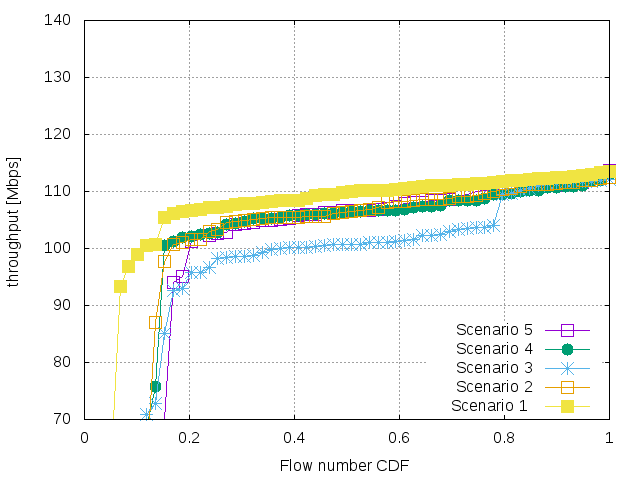 140
130
120
110
100
90
80
70
throughput [Mbps]
Scenario 5
Scenario 4
Scenario 3
Scenario 2
Scenario 1
0
0.2
0.4
0.6
0.8
1
Flow number CDF